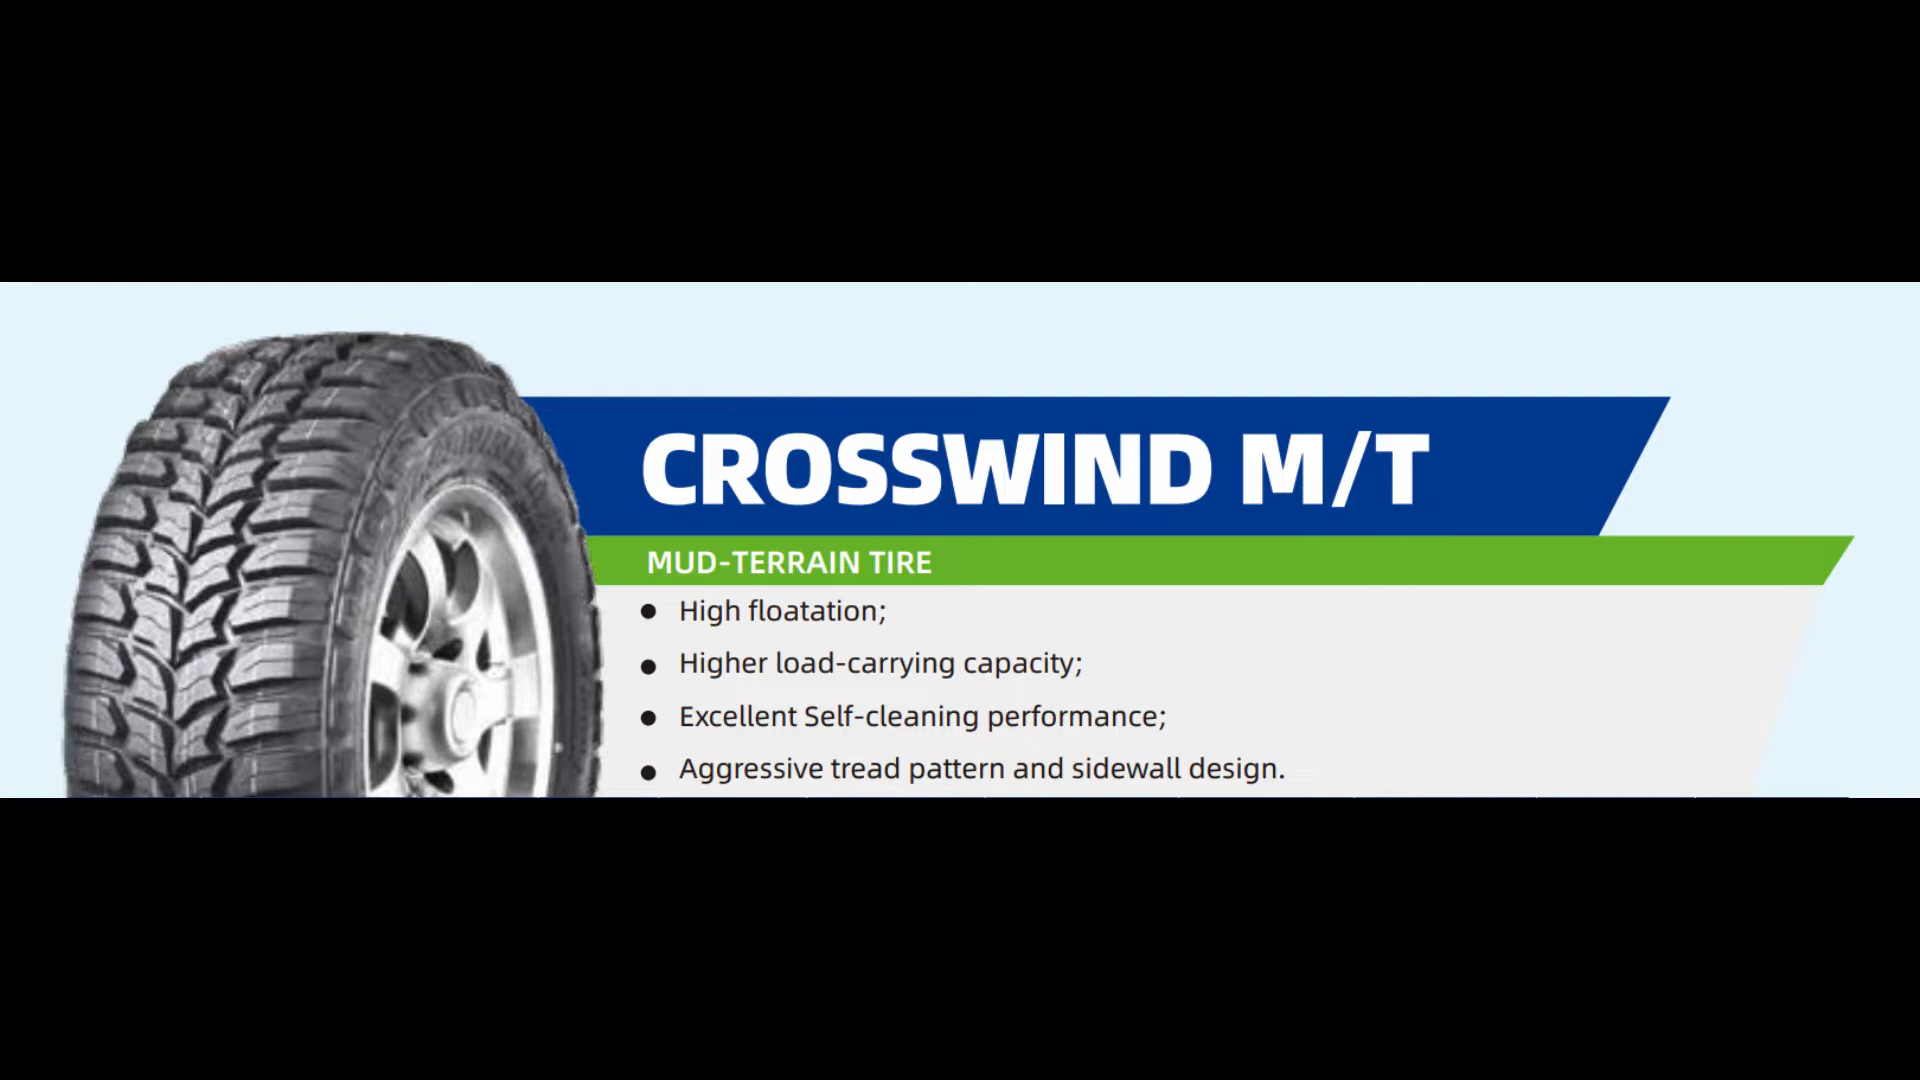 CROSSWIND M/T
MUD-TERRAIN TIRE
● High floatation;
● Higher load-carrying capacity;
● Excellent Self-cleaning performance;
● Aggressive tread pattern and sidewall design.